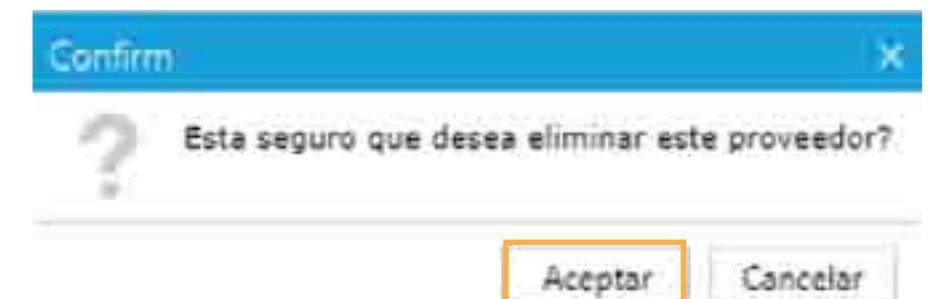 Confirm
Esta seguro que desea eliminar este proveedor?
Aceptar Cancelar